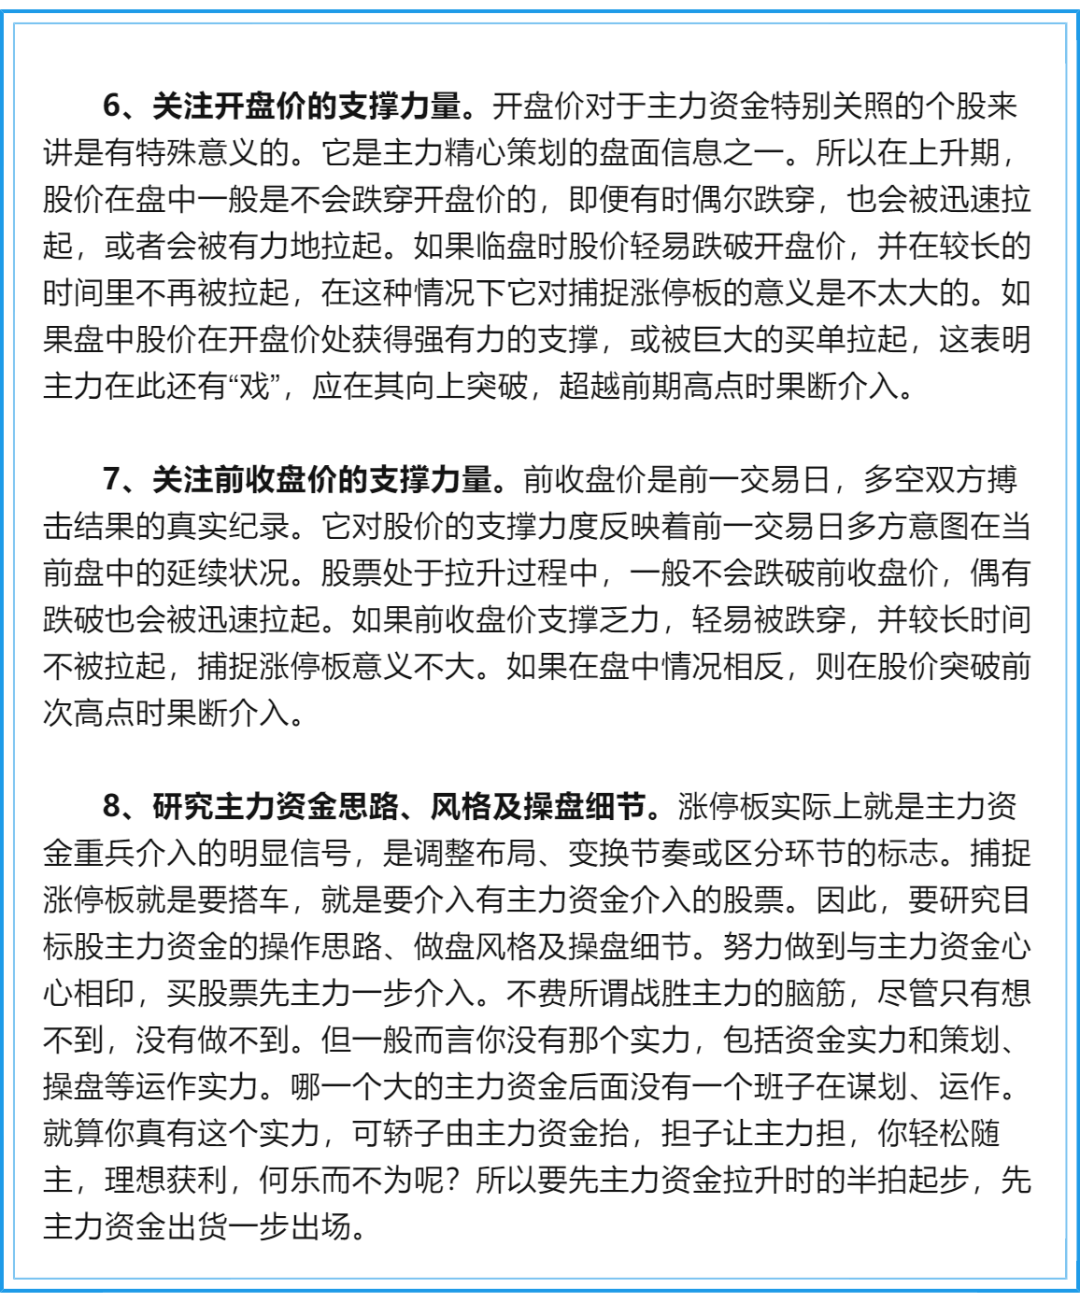 6、关注开盘价的支撑力量。开盘价对于主力资金特别关照的个股来
讲是有特殊意义的。它是主力精心策划的盘面信息之一。所以在上升期，
股价在盘中一般是不会跌穿开盘价的，即便有时偶尔跌穿，也会被迅速拉
起，或者会被有力地拉起。如果临盘时股价轻易跌破开盘价，并在较长的
时间里不再被拉起，在这种情况下它对捕捉涨停板的意义是不太大的。如
果盘中股价在开盘价处获得强有力的支撑，或被巨大的买单拉起，这表明
主力在此还有“戏”，应在其向上突破，超越前期高点时果断介入。
7、关注前收盘价的支撑力量。前收盘价是前一交易日，多空双方搏
击结果的真实纪录。它对股价的支撑力度反映着前一交易日多方意图在当
前盘中的延续状况。股票处于拉升过程中，一般不会跌破前收盘价，偶有
跌破也会被迅速拉起。如果前收盘价支撑乏力，轻易被跌穿，并较长时间
不被拉起，捕捉涨停板意义不大。如果在盘中情况相反，则在股价突破前
次高点时果断介入。
8、研究主力资金思路、风格及操盘细节。涨停板实际上就是主力资
金重兵介入的明显信号，是调整布局、变换节奏或区分环节的标志。捕捉
涨停板就是要搭车，就是要介入有主力资金介入的股票。因此，要研究目
标股主力资金的操作思路、做盘风格及操盘细节。努力做到与主力资金心
心相印，买股票先主力一步介入。不费所谓战胜主力的脑筋，尽管只有想
不到，没有做不到。但一般而言你没有那个实力，包括资金实力和策划、
操盘等运作实力。哪一个大的主力资金后面没有一个班子在谋划、运作。
就算你真有这个实力，可轿子由主力资金抬，担子让主力担，你轻松随
主，理想获利，何乐而不为呢？所以要先主力资金拉升时的半拍起步，先
主力资金出货一步出场。